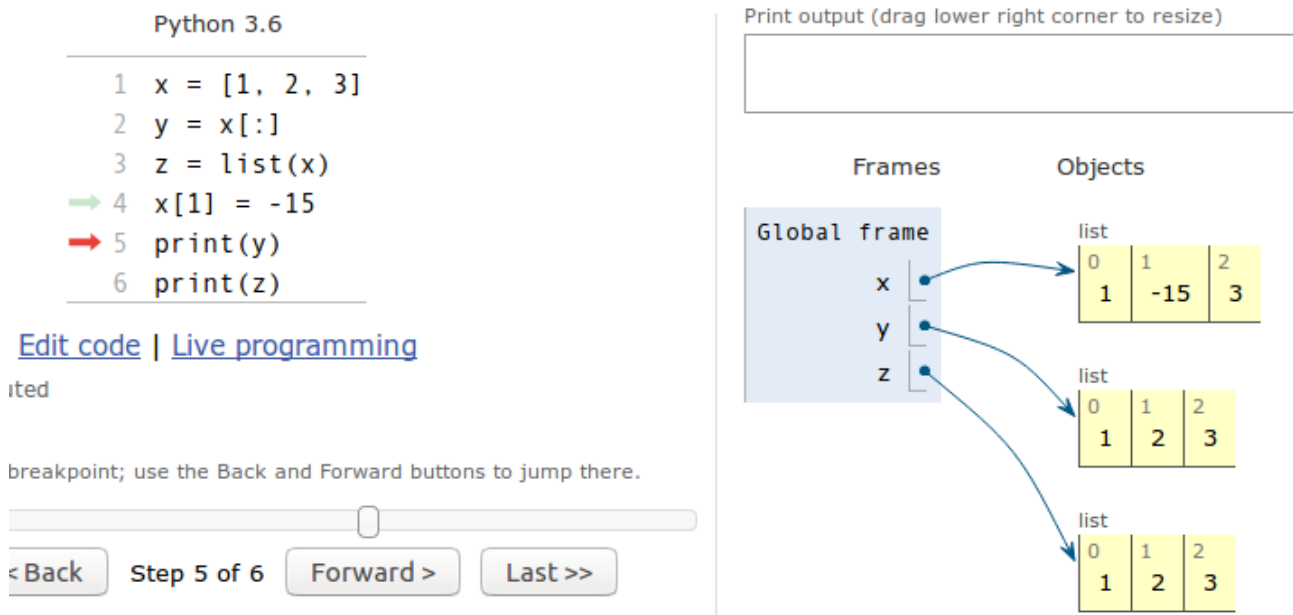 Python 3.6
1 x = [1, 2, 3]
2 y = x[:]
3 z = list(x)
4 x[1] = -15
5 print(y)
6 print(z)
Edit code | Live programming
breakpoint; use the Back and Forward buttons to jump there.
< Back Step 5 of 6 Forward > Last >>
Print output (drag lower right corner to resize)
Frames Objects
Global frame
x
y
z
list
0 1 2
1 -15 3
list
0 1 2
1 2 3
list
0 1 2
1 2 3